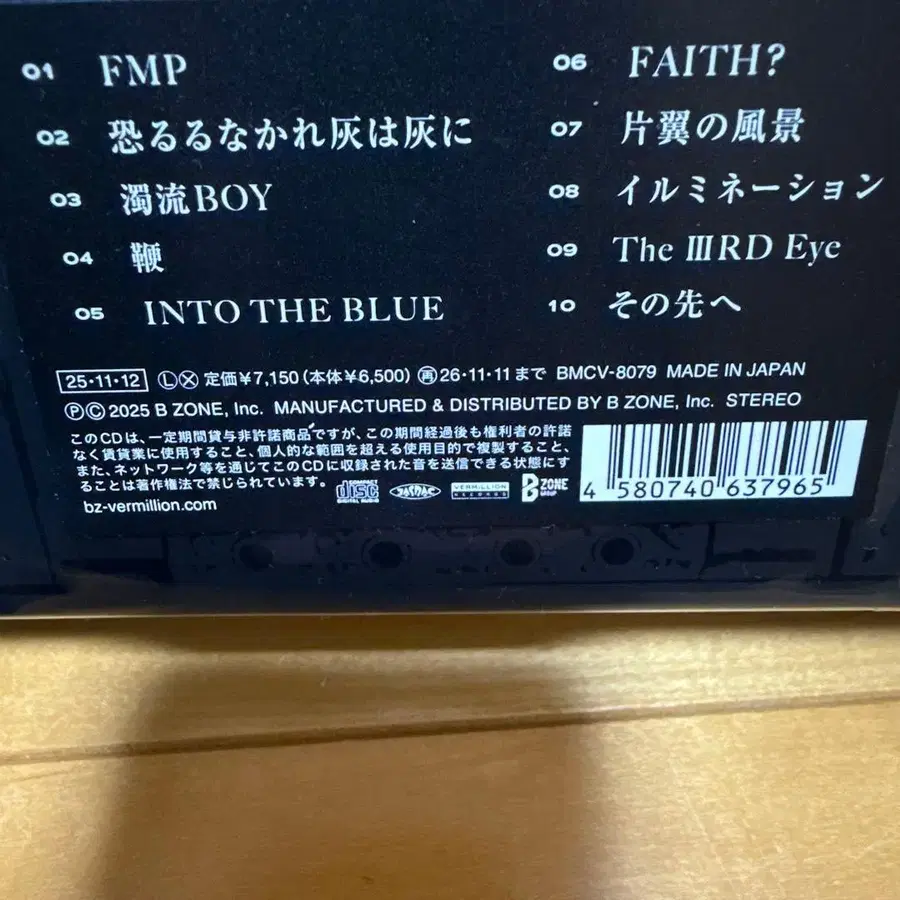 01 FMP
02 恐るるなかれ灰は灰に
03 濁流BOY
04 鞭
05 INTO THE BLUE
06 FAITH?
07 片翼の風景
08 イルミネーション
09 The ⅢRD Eye
10 その先へ
25・11・12 Ⓛ Ⓧ 定価¥7,150(本体¥6,500) 再 26・11・11まで BMCV-8079 MADE IN JAPAN
ⓅⒸ 2025 B ZONE, Inc. MANUFACTURED & DISTRIBUTED BY B ZONE, Inc. STEREO
このCDは、一定期間貸与非許諾商品ですが、この期間経過後も権利者の許諾
なく賃貸業に使用すること、個人的な範囲を超える使用目的で複製すること、
また、ネットワーク等を通じてこのCDに収録された音を送信できる状態にす
ることは著作権法で禁じられています。
COMPACT
disc
DIGITAL AUDIO
VERMILLION
RECORDS
B ZONE
GROUP
4 580740 637965
bz-vermillion.com